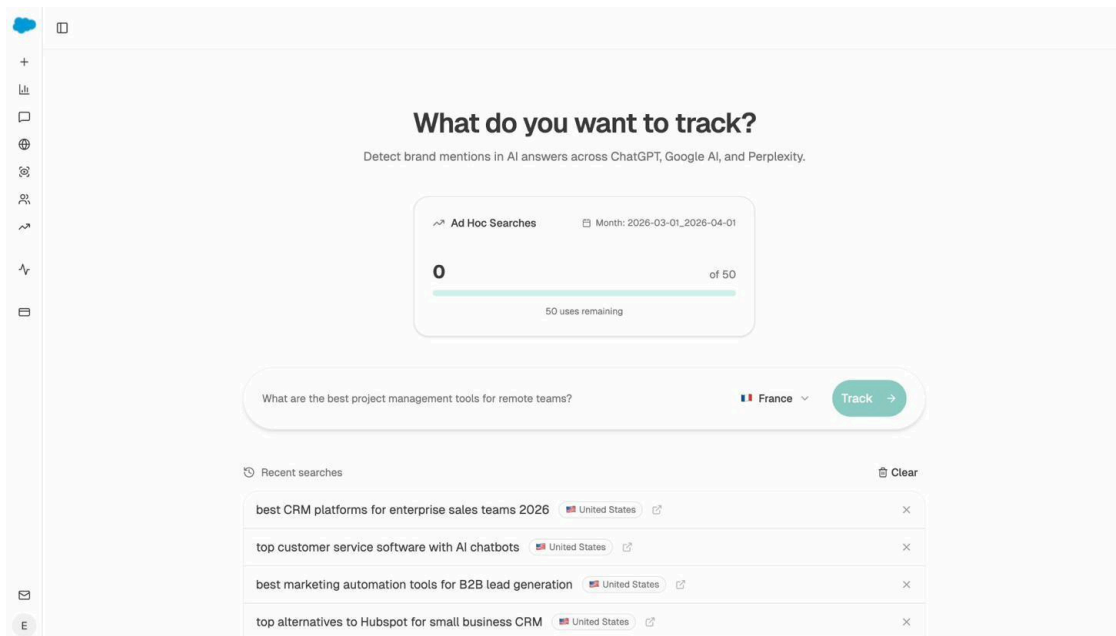 What do you want to track?
Detect brand mentions in AI answers across ChatGPT, Google AI, and Perplexity.
Ad Hoc Searches
Month: 2026-03-01_2026-04-01
0
of 50
50 uses remaining
What are the best project management tools for remote teams?
France
Track
Recent searches
Clear
best CRM platforms for enterprise sales teams 2026
United States
top customer service software with AI chatbots
United States
best marketing automation tools for B2B lead generation
United States
top alternatives to Hubspot for small business CRM
United States
E